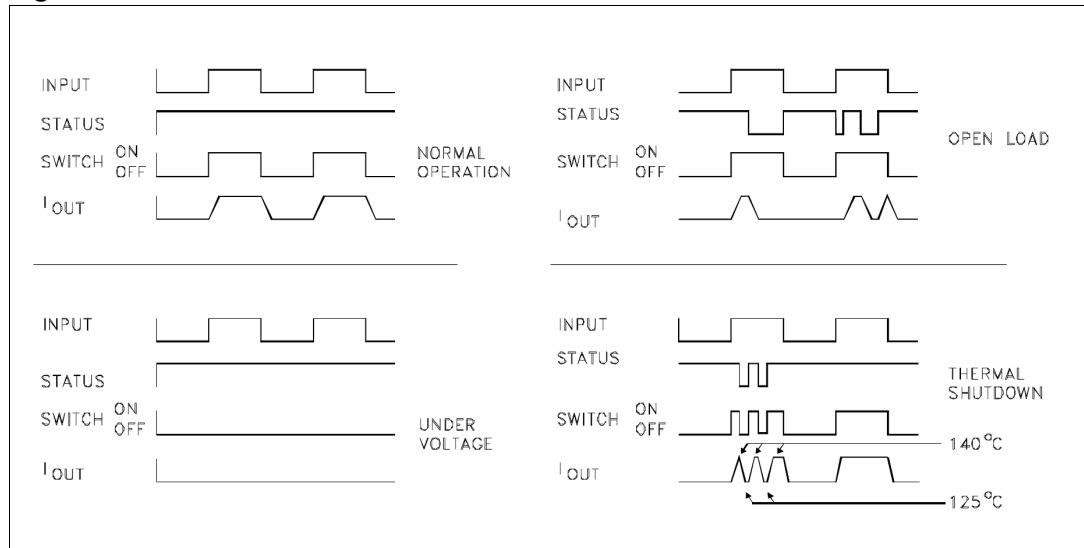 INPUT
STATUS
SWITCH ON OFF
I OUT
NORMAL OPERATION
INPUT
STATUS
SWITCH ON OFF
I OUT
OPEN LOAD
INPUT
STATUS
SWITCH ON OFF
I OUT
UNDER VOLTAGE
INPUT
STATUS
SWITCH ON OFF
I OUT
THERMAL SHUTDOWN
140 °C
125 °C